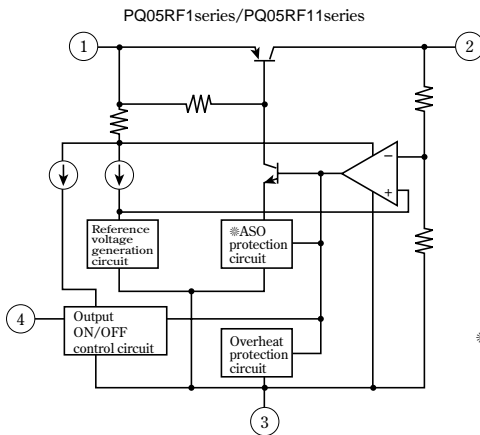 PQ05RF1series/PQ05RF11series
1
2
−
+
Reference
voltage
generation
circuit
※ASO
protection
circuit
4
Output
ON/OFF
control circuit
Overheat
protection
circuit
※
3